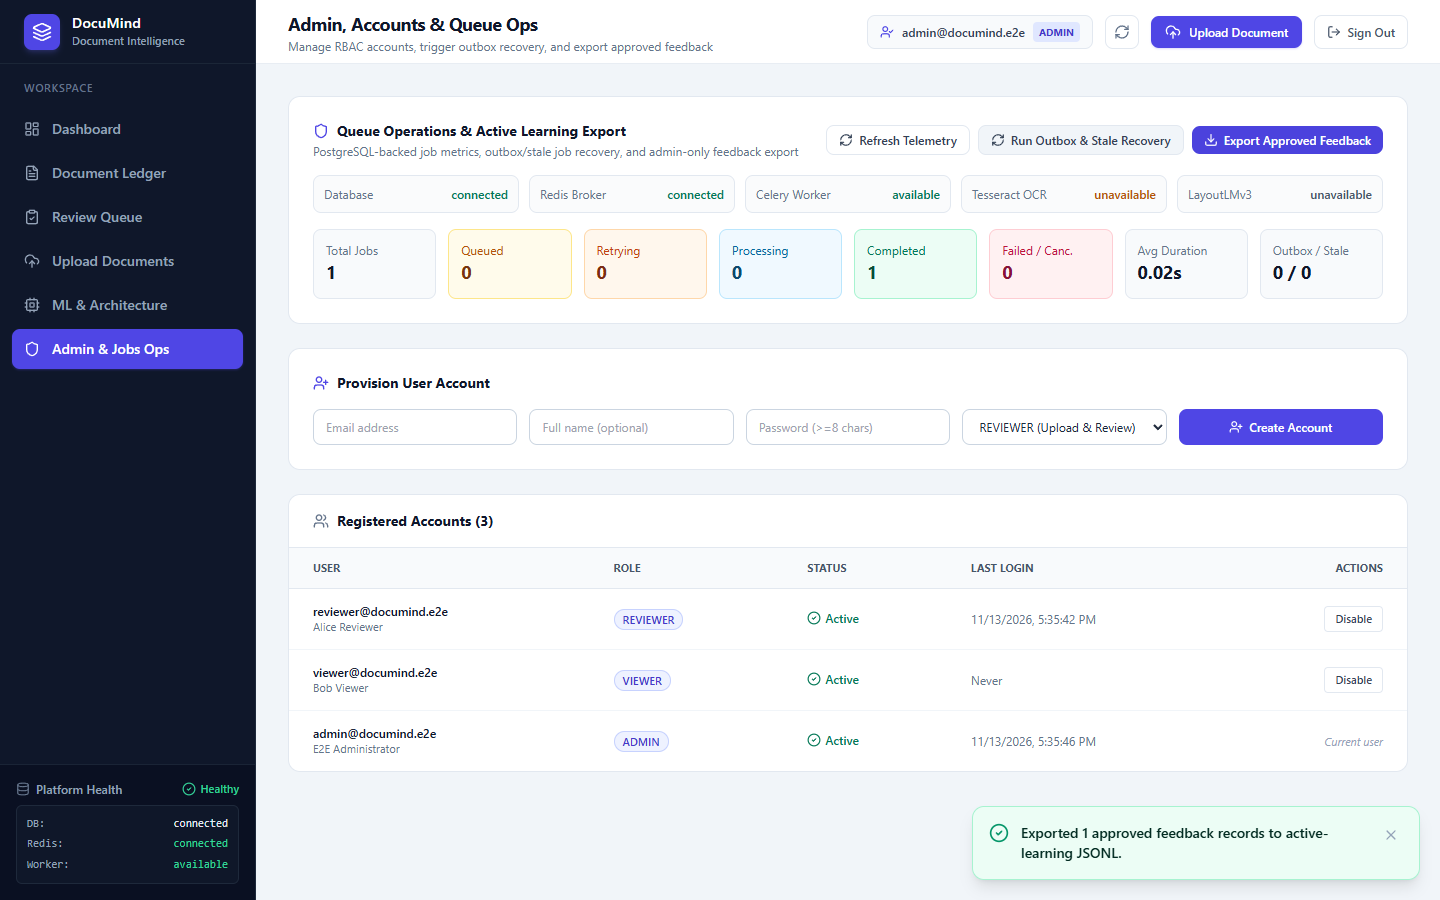 DocuMind
Document Intelligence
WORKSPACE
Dashboard
Document Ledger
Review Queue
Upload Documents
ML & Architecture
Admin & Jobs Ops
Platform Health
Healthy
DB: connected
Redis: connected
Worker: available
Admin, Accounts & Queue Ops
Manage RBAC accounts, trigger outbox recovery, and export approved feedback
admin@documind.e2e ADMIN
Upload Document
Sign Out
Queue Operations & Active Learning Export
PostgreSQL-backed job metrics, outbox/stale job recovery, and admin-only feedback export
Refresh Telemetry
Run Outbox & Stale Recovery
Export Approved Feedback
Database connected
Redis Broker connected
Celery Worker available
Tesseract OCR unavailable
LayoutLMv3 unavailable
Total Jobs
1
Queued
0
Retrying
0
Processing
0
Completed
1
Failed / Canc.
0
Avg Duration
0.02s
Outbox / Stale
0 / 0
Provision User Account
Email address
Full name (optional)
Password (>=8 chars)
REVIEWER (Upload & Review)
Create Account
Registered Accounts (3)
USER ROLE STATUS LAST LOGIN ACTIONS
reviewer@documind.e2e
Alice Reviewer
REVIEWER
Active
11/13/2026, 5:35:42 PM
Disable
viewer@documind.e2e
Bob Viewer
VIEWER
Active
Never
Disable
admin@documind.e2e
E2E Administrator
ADMIN
Active
11/13/2026, 5:35:46 PM
Current user
Exported 1 approved feedback records to active-
learning JSONL.